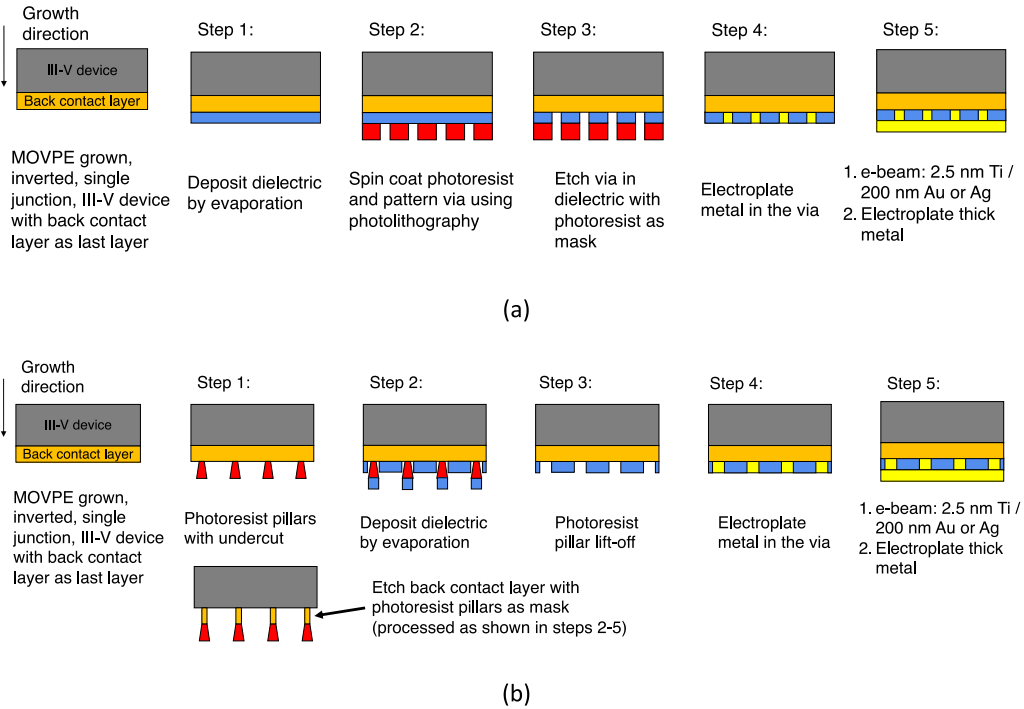 Growth
direction
III-V device
Back contact layer
MOVPE grown,
inverted, single
junction, III-V device
with back contact
layer as last layer
Step 1:
Deposit dielectric
by evaporation
Step 2:
Spin coat photoresist
and pattern via using
photolithography
Step 3:
Etch via in
dielectric with
photoresist as
mask
Step 4:
Electroplate
metal in the via
Step 5:
1. e-beam: 2.5 nm Ti /
200 nm Au or Ag
2. Electroplate thick
metal
(a)
Growth
direction
III-V device
Back contact layer
MOVPE grown,
inverted, single
junction, III-V device
with back contact
layer as last layer
Step 1:
Photoresist pillars
with undercut
Step 2:
Deposit dielectric
by evaporation
Step 3:
Photoresist
pillar lift-off
Step 4:
Electroplate
metal in the via
Step 5:
1. e-beam: 2.5 nm Ti /
200 nm Au or Ag
2. Electroplate thick
metal
Etch back contact layer with
photoresist pillars as mask
(processed as shown in steps 2-5)
(b)